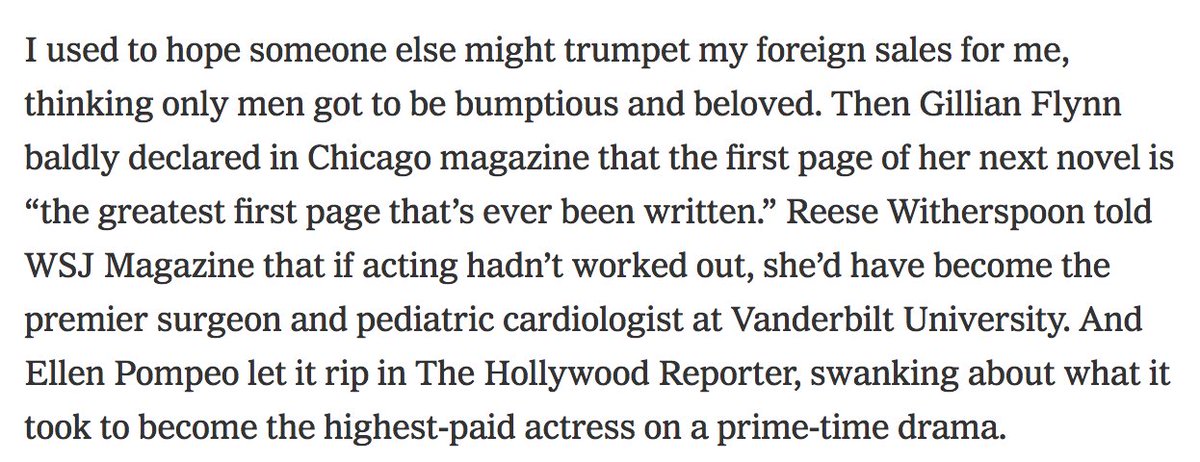 I used to hope someone else might trumpet my foreign sales for me,
thinking only men got to be bumptious and beloved. Then Gillian Flynn
baldly declared in Chicago magazine that the first page of her next novel is
“the greatest first page that’s ever been written.” Reese Witherspoon told
WSJ Magazine that if acting hadn’t worked out, she’d have become the
premier surgeon and pediatric cardiologist at Vanderbilt University. And
Ellen Pompeo let it rip in The Hollywood Reporter, swanking about what it
took to become the highest-paid actress on a prime-time drama.